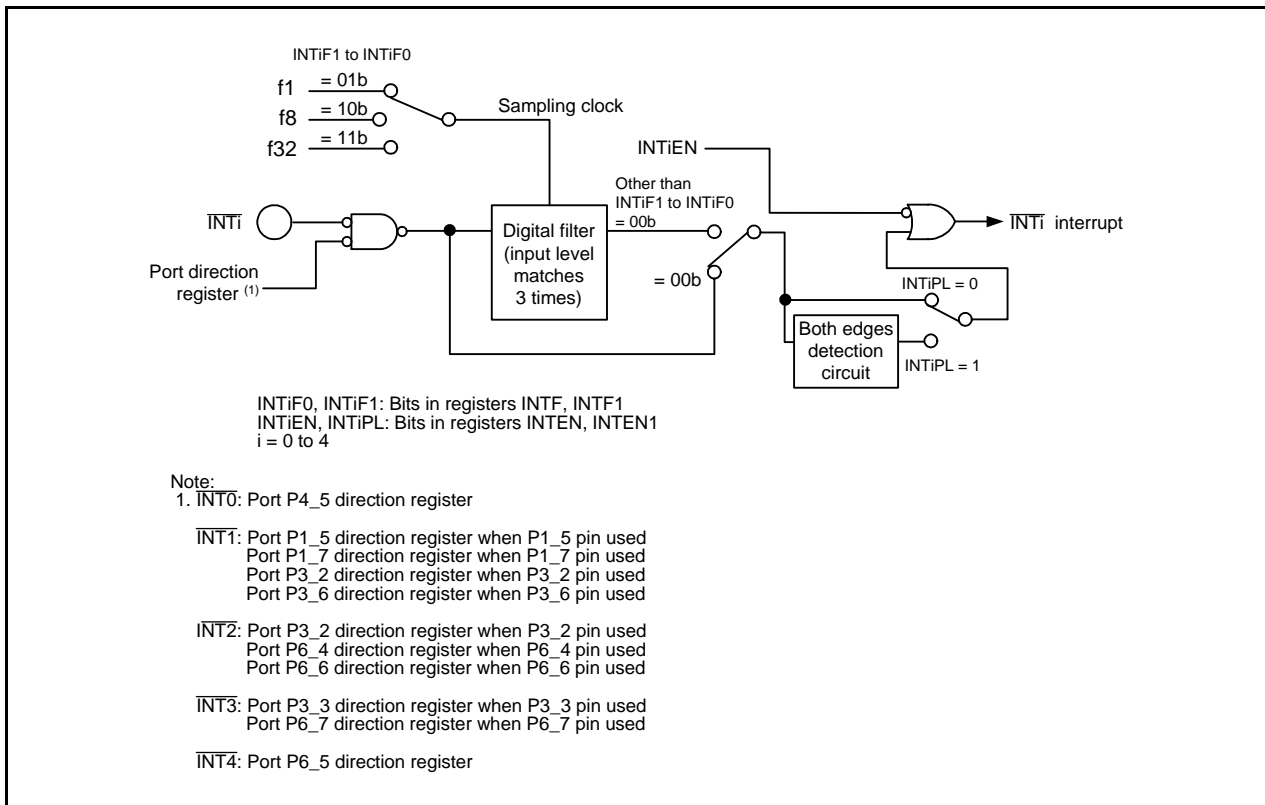 INTiF1 to INTiF0
f1
= 01b
f8
= 10b
f32
= 11b
Sampling clock
INTiEN
Other than
INTiF1 to INTiF0
= 00b
INTi
Digital filter
(input level
matches
3 times)
INTi interrupt
Port direction
register (1)
= 00b
INTiPL = 0
Both edges
detection
circuit
INTiPL = 1
INTiF0, INTiF1: Bits in registers INTF, INTF1
INTiEN, INTiPL: Bits in registers INTEN, INTEN1
i = 0 to 4
Note:
1. INT0: Port P4_5 direction register
INT1: Port P1_5 direction register when P1_5 pin used
Port P1_7 direction register when P1_7 pin used
Port P3_2 direction register when P3_2 pin used
Port P3_6 direction register when P3_6 pin used
INT2: Port P3_2 direction register when P3_2 pin used
Port P6_4 direction register when P6_4 pin used
Port P6_6 direction register when P6_6 pin used
INT3: Port P3_3 direction register when P3_3 pin used
Port P6_7 direction register when P6_7 pin used
INT4: Port P6_5 direction register